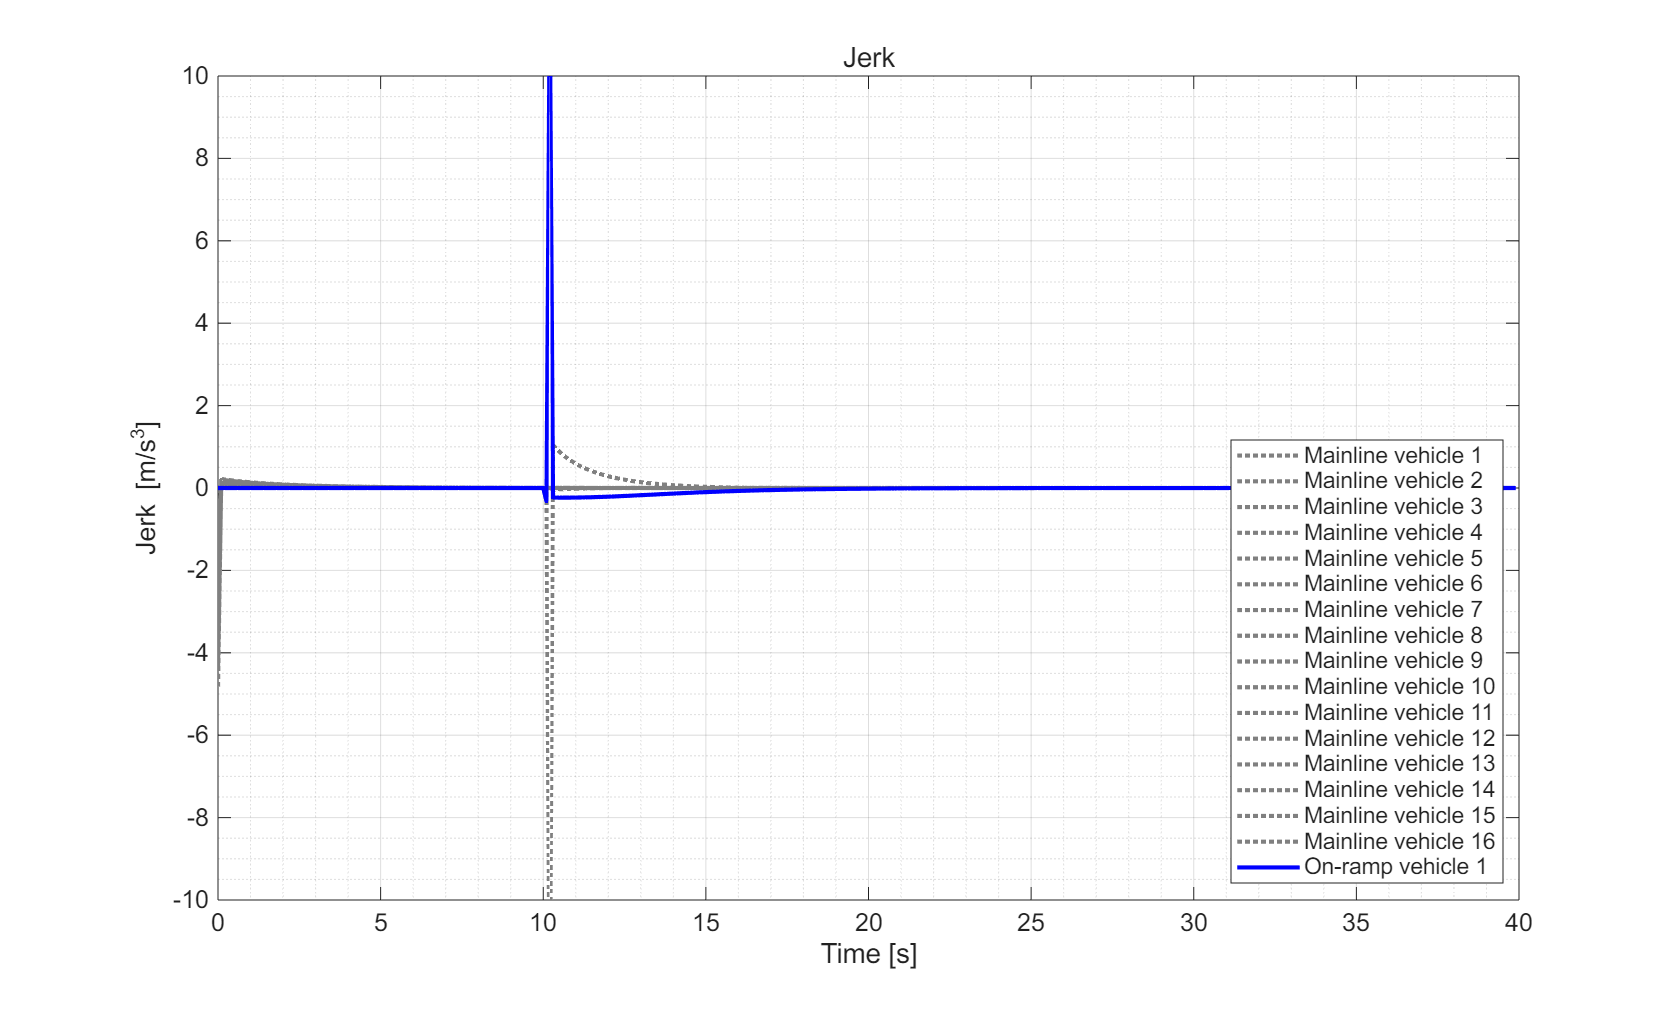 Jerk
10
8
6
4
2
0
-2
-4
-6
-8
-10
Jerk [m/s³]
0 5 10 15 20 25 30 35 40
Time [s]
Mainline vehicle 1
Mainline vehicle 2
Mainline vehicle 3
Mainline vehicle 4
Mainline vehicle 5
Mainline vehicle 6
Mainline vehicle 7
Mainline vehicle 8
Mainline vehicle 9
Mainline vehicle 10
Mainline vehicle 11
Mainline vehicle 12
Mainline vehicle 13
Mainline vehicle 14
Mainline vehicle 15
Mainline vehicle 16
On-ramp vehicle 1